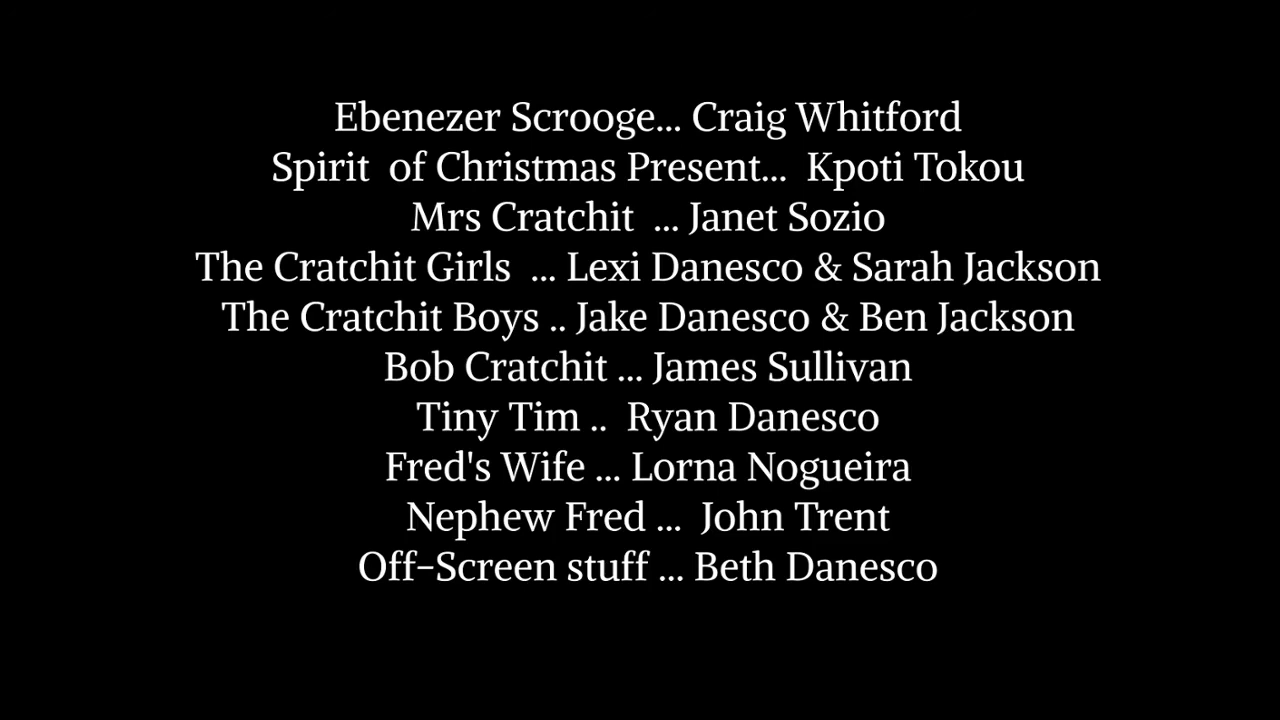 Ebenezer Scrooge... Craig Whitford
Spirit  of Christmas Present...  Kpoti Tokou
Mrs Cratchit  ... Janet Sozio
The Cratchit Girls  ... Lexi Danesco & Sarah Jackson
The Cratchit Boys .. Jake Danesco & Ben Jackson
Bob Cratchit ... James Sullivan
Tiny Tim ..  Ryan Danesco
Fred's Wife ... Lorna Nogueira
Nephew Fred ...  John Trent
Off-Screen stuff ... Beth Danesco